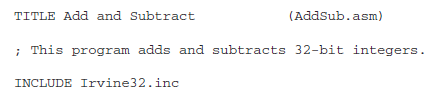 TITLE Add and Subtract (AddSub.asm)
; This program adds and subtracts 32-bit integers.
INCLUDE Irvine32.inc